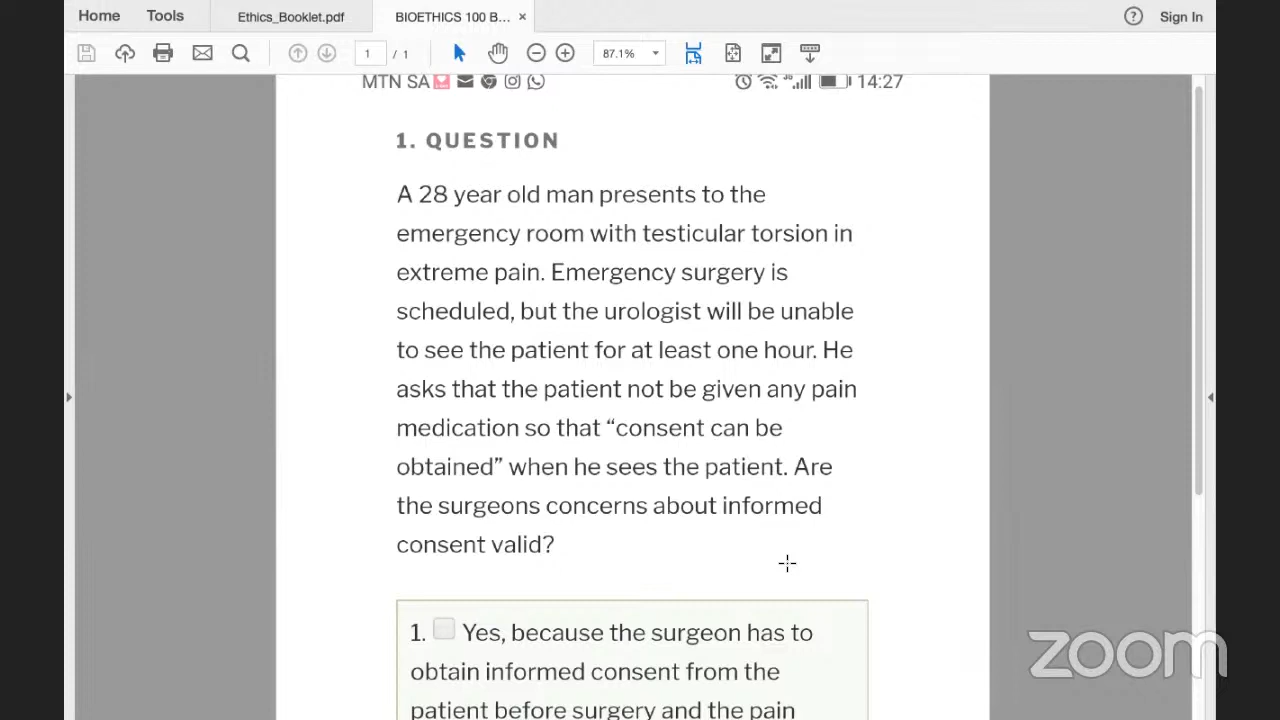 Home Tools Ethics_Booklet.pdf BIOETHICS 100 B... × ? Sign In
1 / 1 87.1%
MTN SA 14:27
1. QUESTION
A 28 year old man presents to the
emergency room with testicular torsion in
extreme pain. Emergency surgery is
scheduled, but the urologist will be unable
to see the patient for at least one hour. He
asks that the patient not be given any pain
medication so that “consent can be
obtained” when he sees the patient. Are
the surgeons concerns about informed
consent valid?
1. Yes, because the surgeon has to
obtain informed consent from the
patient before surgery and the pain
zoom